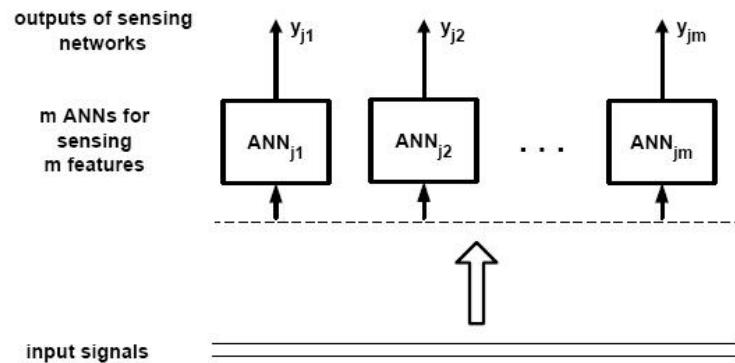 outputs of sensing
networks
y_j1
y_j2
y_jm
m ANNs for
sensing
m features
ANN_j1
ANN_j2
. . .
ANN_jm
input signals